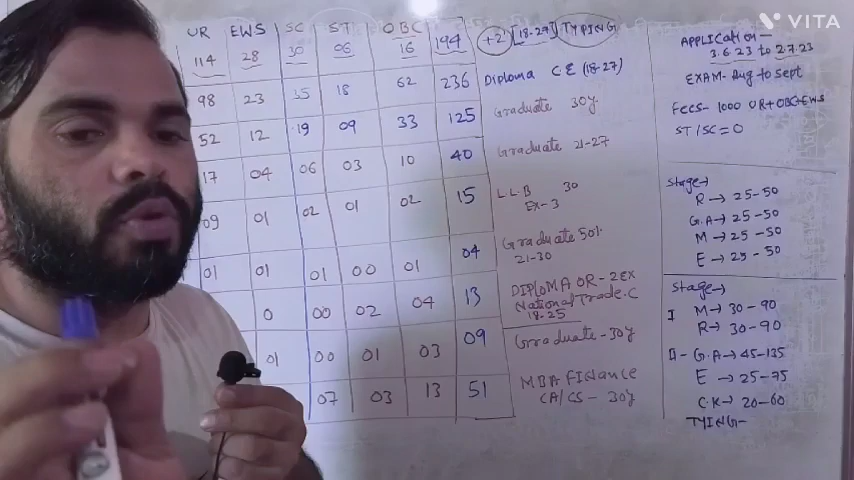 VITA
UR EWS SC ST OBC
114 28 30 06 16 194 +2 [18-27] TYPING
98 23 35 18 62 236 Diploma CE (18-27)
52 12 19 09 33 125 Graduate 30y
17 04 06 03 10 40 Graduate 21-27
09 01 02 01 02 15 LLB 30
EX-3
01 01 01 00 01 04 Graduate 50%
21-30
0 00 02 04 13 DIPLOMA OR-2EX
National Trade.C
18-25
01 00 01 03 09 Graduate-30y
07 03 13 51 MBA FINance
CA/CS-30y
APPLICATION-
3.6.23 to 2.7.23
EXAM- Aug to Sept
FEES- 1000 UR+OBC+EWS
ST/SC=0
Stage→
R → 25-50
G.A → 25-50
M → 25-50
E → 25-50
Stage→
I M → 30-90
R → 30-90
II- G.A → 45-135
E → 25-75
C.K → 20-60
TYING-